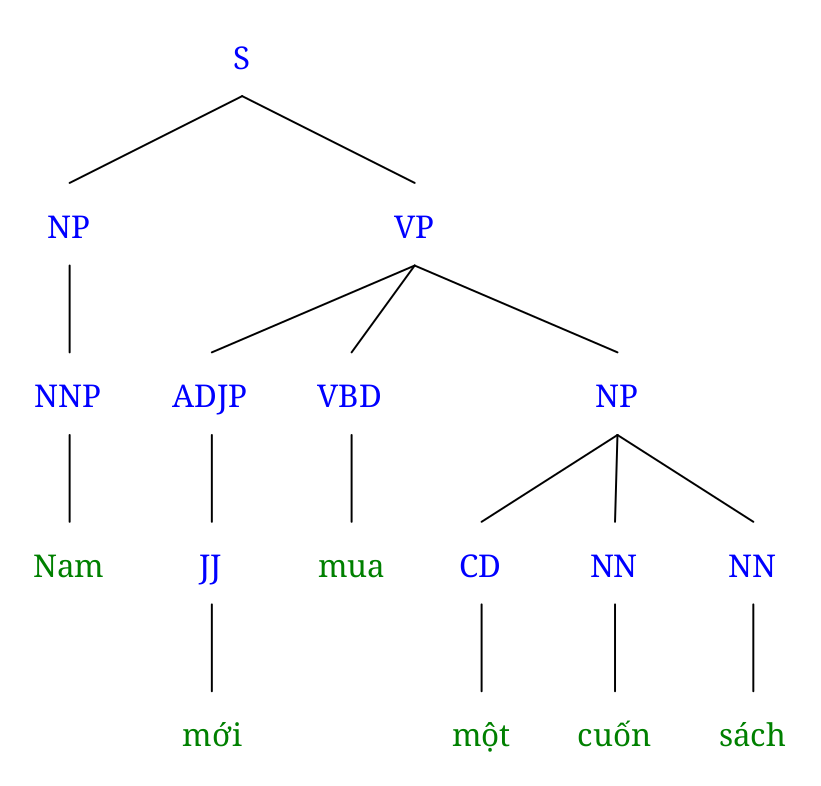 S
NP VP
NNP ADJP VBD NP
Nam JJ mua CD NN NN
mới một cuốn sách